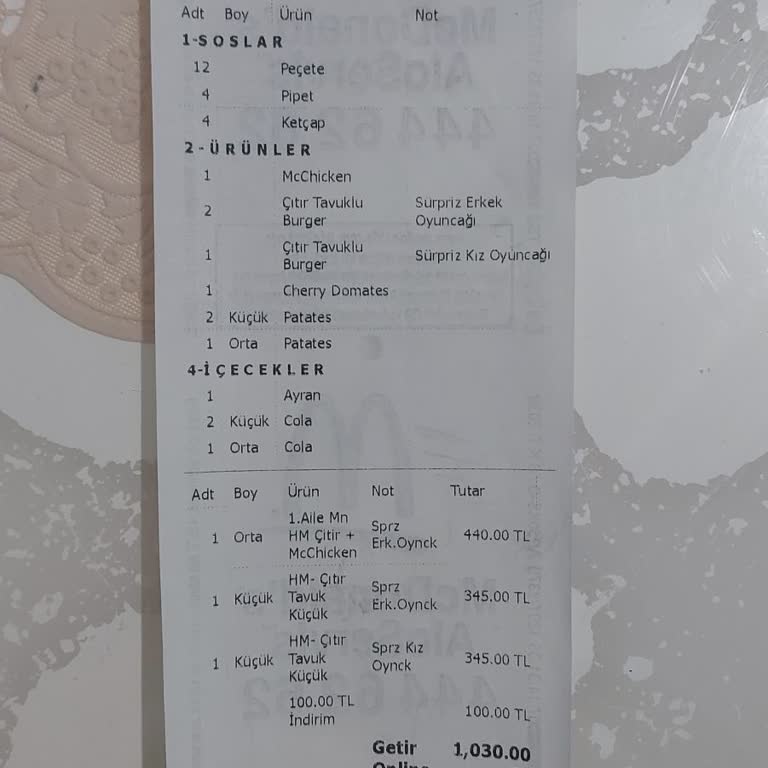 Adt Boy Ürün Not
1-SOSLAR
12 Peçete
4 Pipet
4 Ketçap
2-ÜRÜNLER
1 McChicken
2 Çıtır Tavuklu Burger Sürpriz Erkek Oyuncağı
1 Çıtır Tavuklu Burger Sürpriz Kız Oyuncağı
1 Cherry Domates
2 Küçük Patates
1 Orta Patates
4-İÇECEKLER
1 Ayran
2 Küçük Cola
1 Orta Cola
Adt Boy Ürün Not Tutar
1 Orta 1.Aile Mn HM Çitir + McChicken Sprz Erk.Oynck 440.00 TL
1 Küçük HM- Çıtır Tavuk Küçük Sprz Erk.Oynck 345.00 TL
1 Küçük HM- Çıtır Tavuk Küçük Sprz Kız Oynck 345.00 TL
100.00 TL İndirim 100.00 TL
Getir 1,030.00